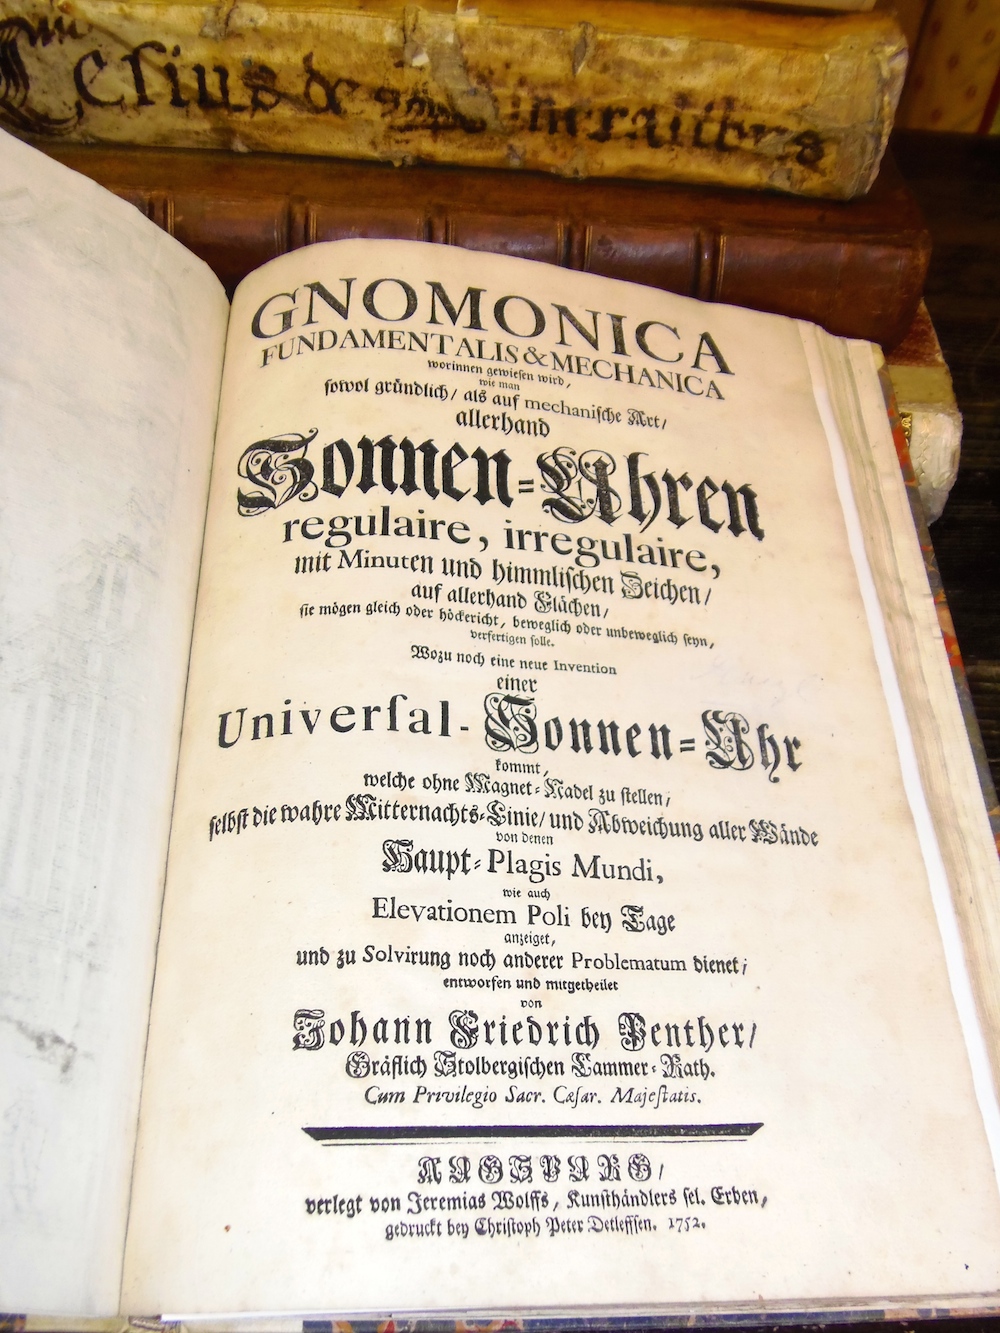 Cesius de Mineralibus
GNOMONICA
FUNDAMENTALIS & MECHANICA
worinnen gewiesen wird,
wie man
sowol gründlich/ als auf mechanische Art/
allerhand
Sonnen-Uhren
regulaire, irregulaire,
mit Minuten und himmlischen Zeichen/
auf allerhand Flächen/
sie mögen gleich oder höckericht, beweglich oder unbeweglich seyn,
verfertigen solle.
Wozu noch eine neue Invention
einer
Universal-Sonnen-Uhr
kommt,
welche ohne Magnet-Nadel zu stellen/
selbst die wahre Mitternachts-Linie/ und Abweichung aller Wände
von denen
Haupt-Plagis Mundi,
wie auch
Elevationem Poli bey Tage
anzeiget,
und zu Solvirung noch anderer Problematum dienet;
entworfen und mitgetheilet
von
Johann Friedrich Penther/
Gräflich Stolbergischen Cammer-Rath.
Cum Privilegio Sacr. Cæsar. Majestatis.
AUGSPURG/
verlegt von Jeremias Wolffs, Kunsthändlers sel. Erben,
gedruckt bey Christoph Peter Detleffsen. 1752.